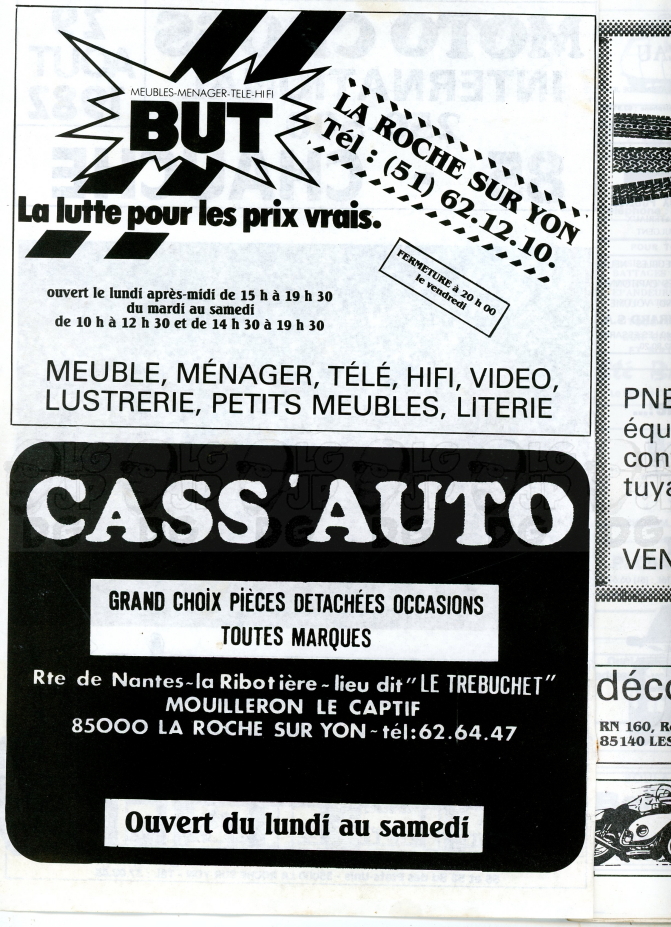 MEUBLES-MENAGER-TELE-HIFI
BUT
La lutte pour les prix vrais.
LA ROCHE SUR YON
Tél : (51) 62.12.10.
FERMETURE à 20 h 00
le vendredi
ouvert le lundi après-midi de 15 h à 19 h 30
du mardi au samedi
de 10 h à 12 h 30 et de 14 h 30 à 19 h 30
MEUBLE, MÉNAGER, TÉLÉ, HIFI, VIDEO,
LUSTRERIE, PETITS MEUBLES, LITERIE
CASS'AUTO
GRAND CHOIX PIÈCES DETACHÉES OCCASIONS
TOUTES MARQUES
Rte de Nantes~la Ribotière~lieu dit "LE TREBUCHET"
MOUILLERON LE CAPTIF
85000 LA ROCHE SUR YON~tél:62.64.47
Ouvert du lundi au samedi
PNE
équ
con
tuya
VEN
déco
RN 160, R
85140 LES